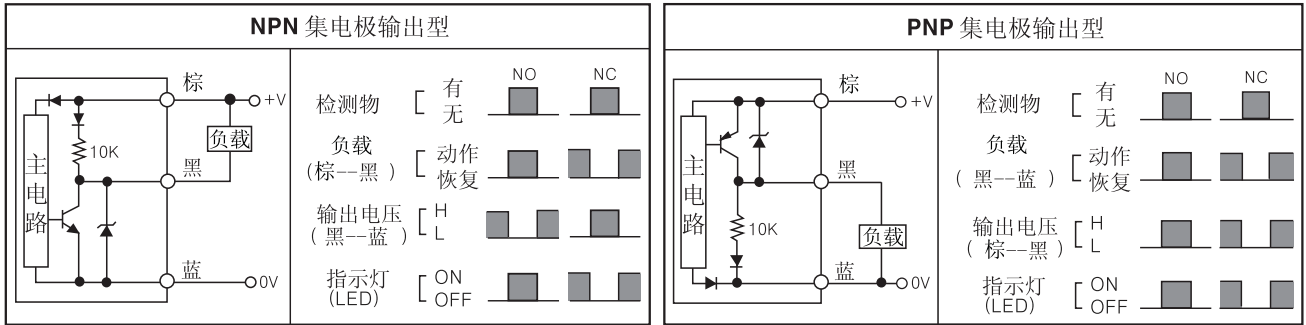 NPN 集电极输出型
棕
+V
负载
10K
黑
主电路
蓝
0V
NO
NC
检测物
有
无
负载
(棕--黑)
动作
恢复
输出电压
(黑--蓝)
H
L
指示灯
(LED)
ON
OFF
PNP 集电极输出型
棕
+V
主电路
黑
10K
负载
蓝
0V
NO
NC
检测物
有
无
负载
(黑--蓝)
动作
恢复
输出电压
(棕--黑)
H
L
指示灯
(LED)
ON
OFF